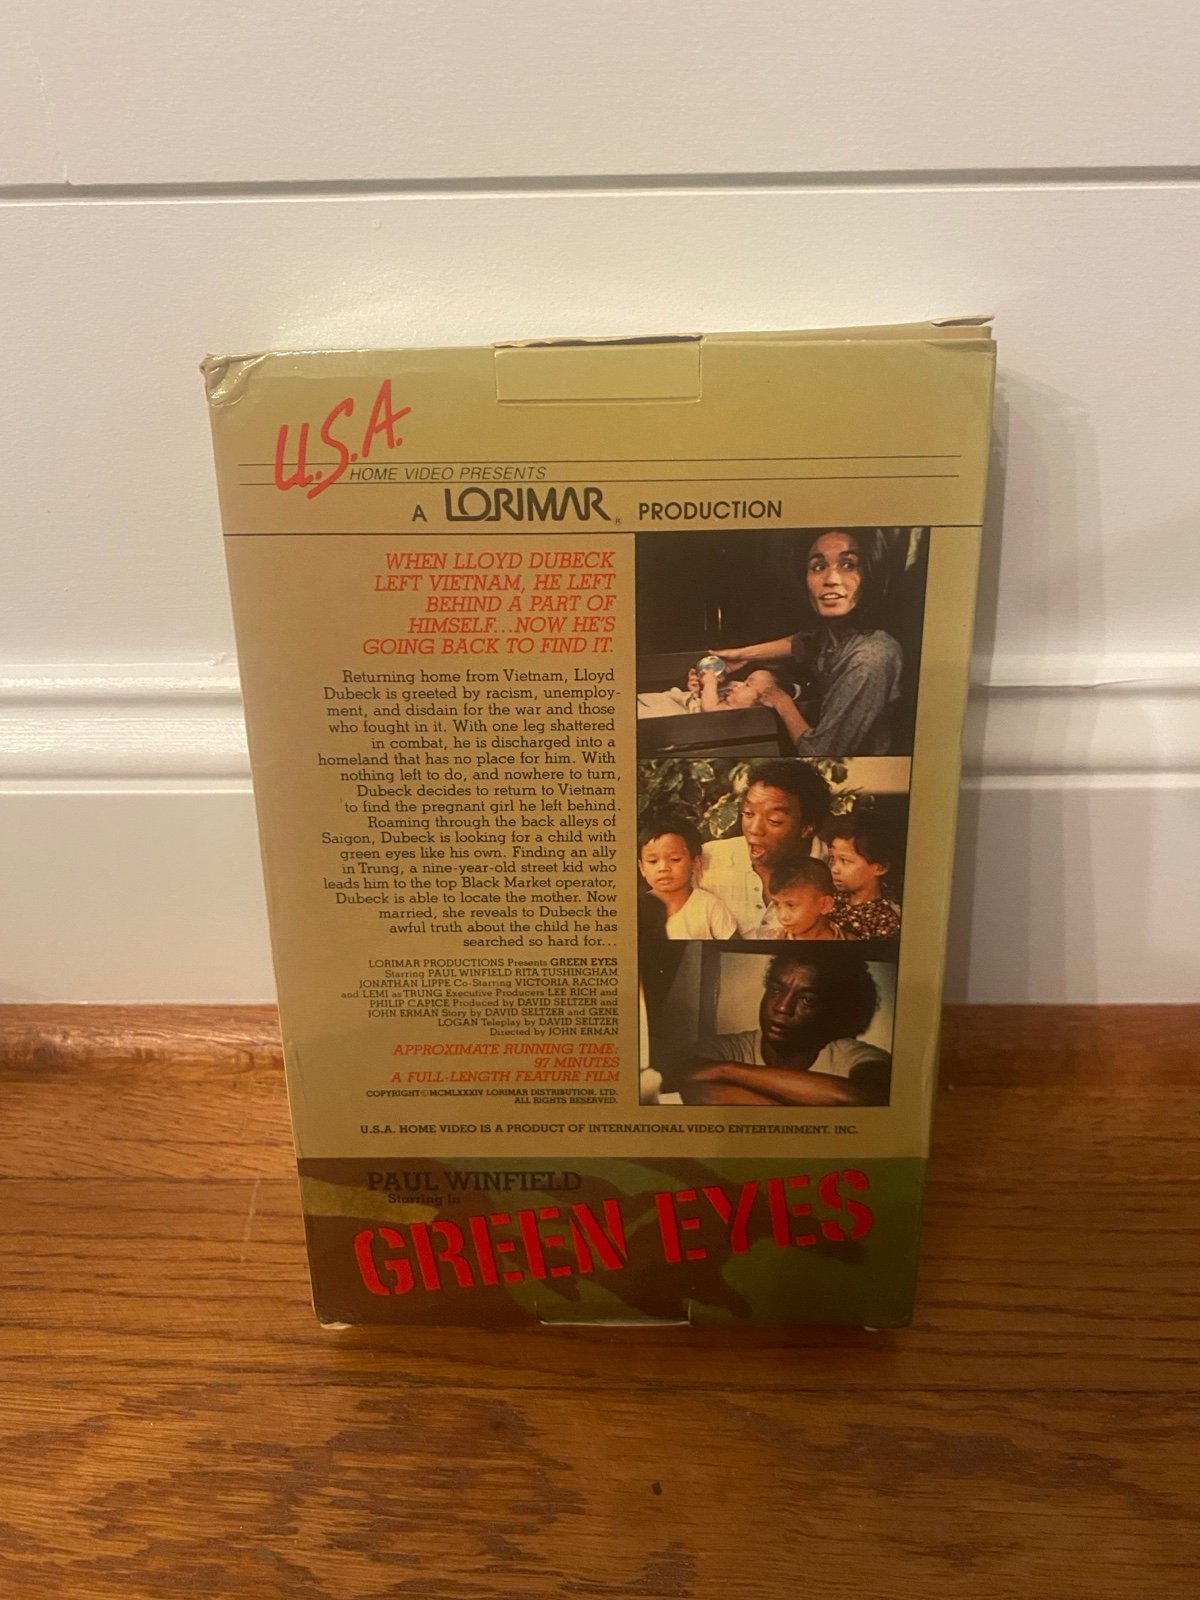 U.S.A.
HOME VIDEO PRESENTS
A LORIMAR® PRODUCTION
WHEN LLOYD DUBECK
LEFT VIETNAM, HE LEFT
BEHIND A PART OF
HIMSELF...NOW HE'S
GOING BACK TO FIND IT.
Returning home from Vietnam, Lloyd
Dubeck is greeted by racism, unemploy-
ment, and disdain for the war and those
who fought in it. With one leg shattered
in combat, he is discharged into a
homeland that has no place for him. With
nothing left to do, and nowhere to turn,
Dubeck decides to return to Vietnam
to find the pregnant girl he left behind.
Roaming through the back alleys of
Saigon, Dubeck is looking for a child with
green eyes like his own. Finding an ally
in Trung, a nine-year-old street kid who
leads him to the top Black Market operator,
Dubeck is able to locate the mother. Now
married, she reveals to Dubeck the
awful truth about the child he has
searched so hard for...
LORIMAR PRODUCTIONS Presents GREEN EYES
Starring PAUL WINFIELD RITA TUSHINGHAM
JONATHAN LIPPE Co-Starring VICTORIA RACIMO
and LEMI as TRUNG Executive Producers LEE RICH and
PHILIP CAPICE Produced by DAVID SELTZER and
JOHN ERMAN Story by DAVID SELTZER and GENE
LOGAN Teleplay by DAVID SELTZER
Directed by JOHN ERMAN
APPROXIMATE RUNNING TIME:
97 MINUTES
A FULL-LENGTH FEATURE FILM
COPYRIGHT © MCMLXXXIV LORIMAR DISTRIBUTION, LTD.
ALL RIGHTS RESERVED.
U.S.A. HOME VIDEO IS A PRODUCT OF INTERNATIONAL VIDEO ENTERTAINMENT, INC.
PAUL WINFIELD
Starring In
GREEN EYES